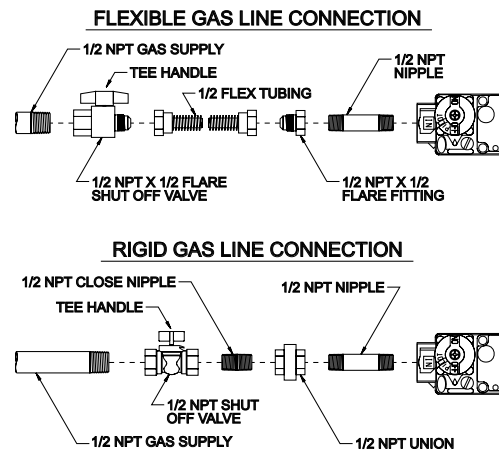 FLEXIBLE GAS LINE CONNECTION
1/2 NPT GAS SUPPLY
TEE HANDLE
1/2 FLEX TUBING
1/2 NPT
NIPPLE
IN
1/2 NPT X 1/2 FLARE
SHUT OFF VALVE
1/2 NPT X 1/2
FLARE FITTING
RIGID GAS LINE CONNECTION
1/2 NPT CLOSE NIPPLE
TEE HANDLE
1/2 NPT NIPPLE
IN
1/2 NPT SHUT
OFF VALVE
1/2 NPT GAS SUPPLY
1/2 NPT UNION